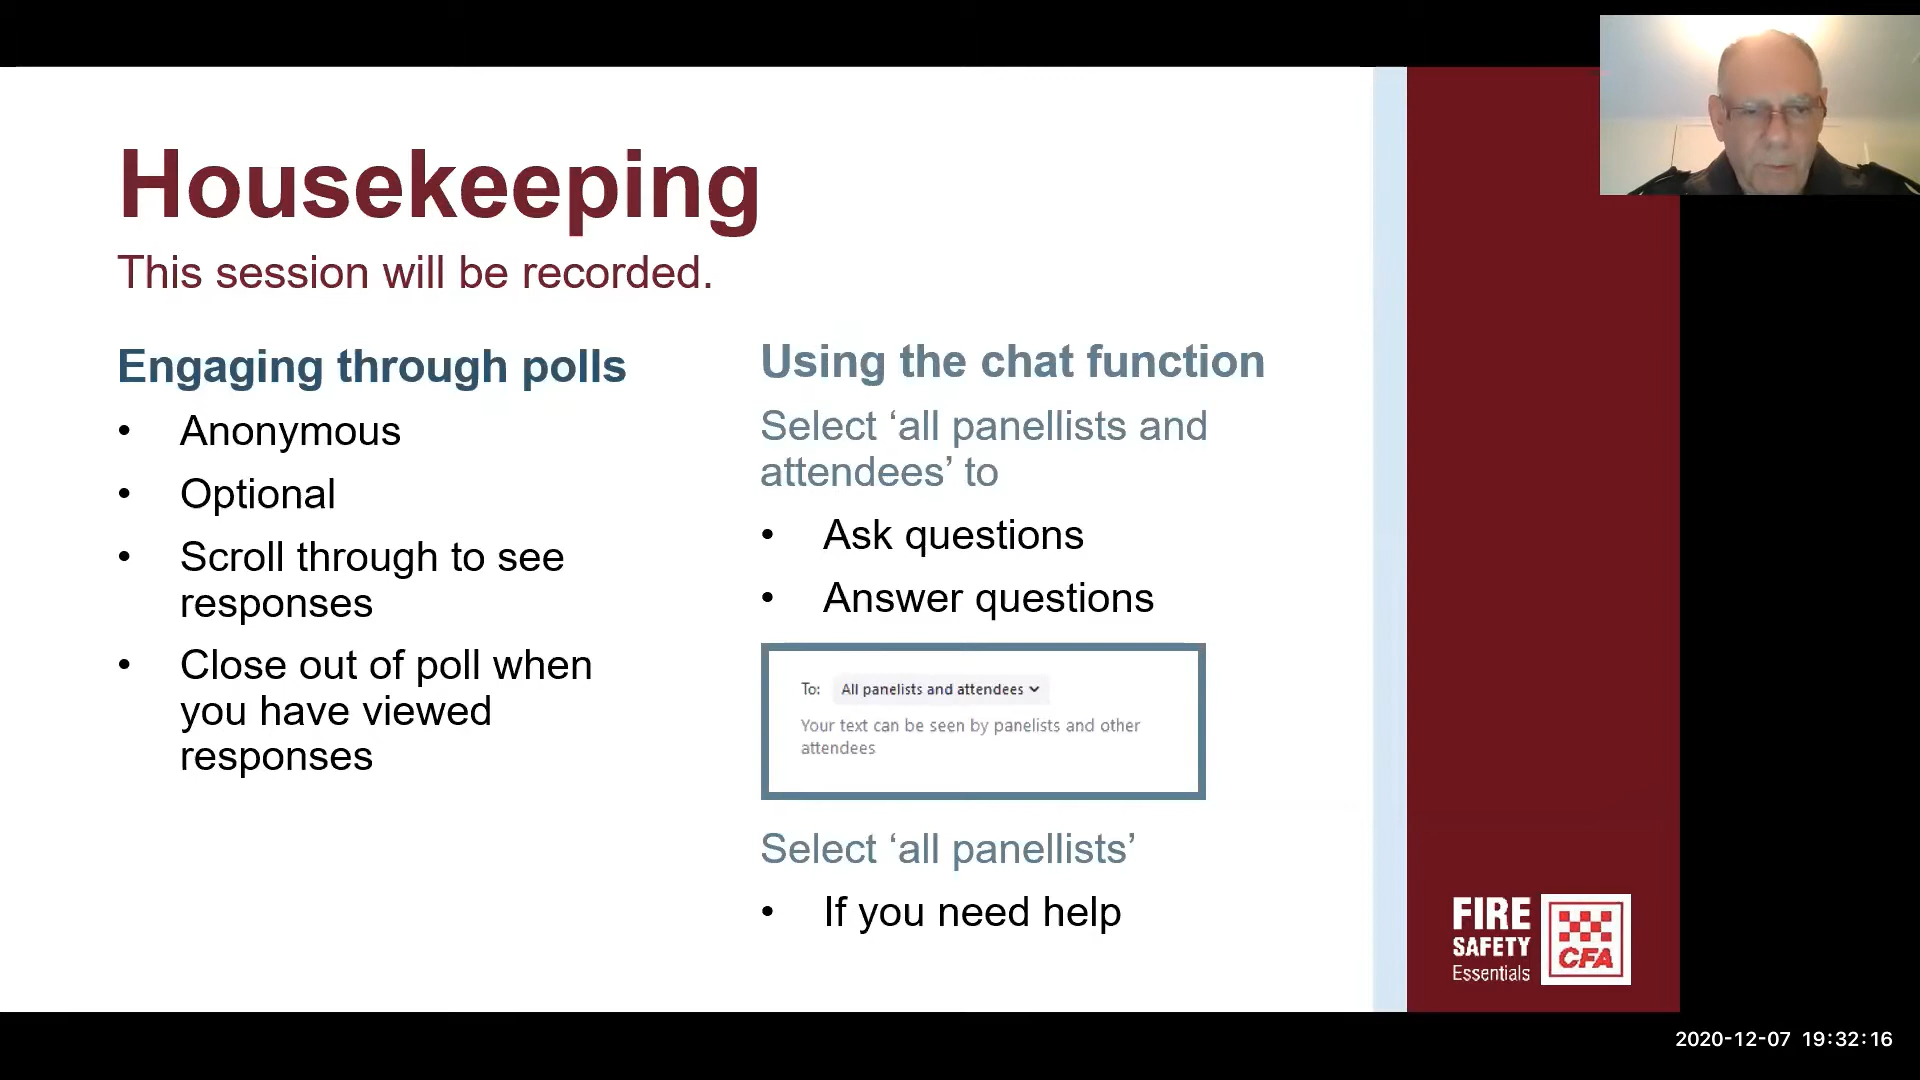 Housekeeping
This session will be recorded.
Engaging through polls
• Anonymous
• Optional
• Scroll through to see
responses
• Close out of poll when
you have viewed
responses
Using the chat function
Select ‘all panellists and
attendees’ to
• Ask questions
• Answer questions
To: All panelists and attendees
Your text can be seen by panelists and other
attendees
Select ‘all panellists’
• If you need help
FIRE
SAFETY
Essentials
CFA
2020-12-07 19:32:16